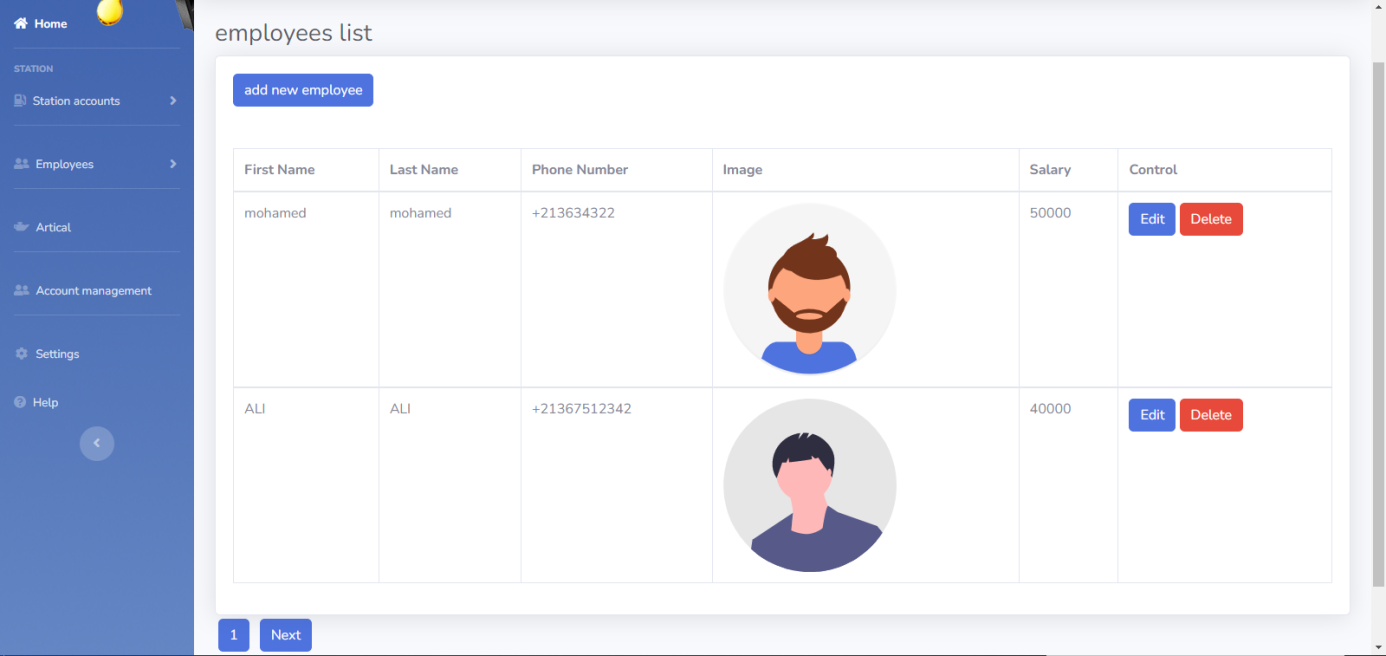 Home
STATION
Station accounts
Employees
Artical
Account management
Settings
Help
employees list
add new employee
First Name Last Name Phone Number Image Salary Control
mohamed mohamed +213634322 50000 Edit Delete
ALI ALI +21367512342 40000 Edit Delete
1 Next